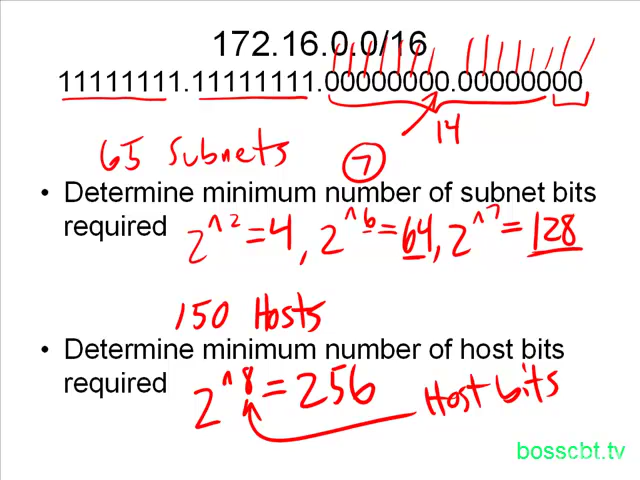 172.16.0.0/16
11111111.11111111.00000000.00000000
14
65 Subnets
7
• Determine minimum number of subnet bits
required
2^2=4, 2^6=64, 2^7=128
150 Hosts
• Determine minimum number of host bits
required
2^8=256
Host bits
bosscbt.tv